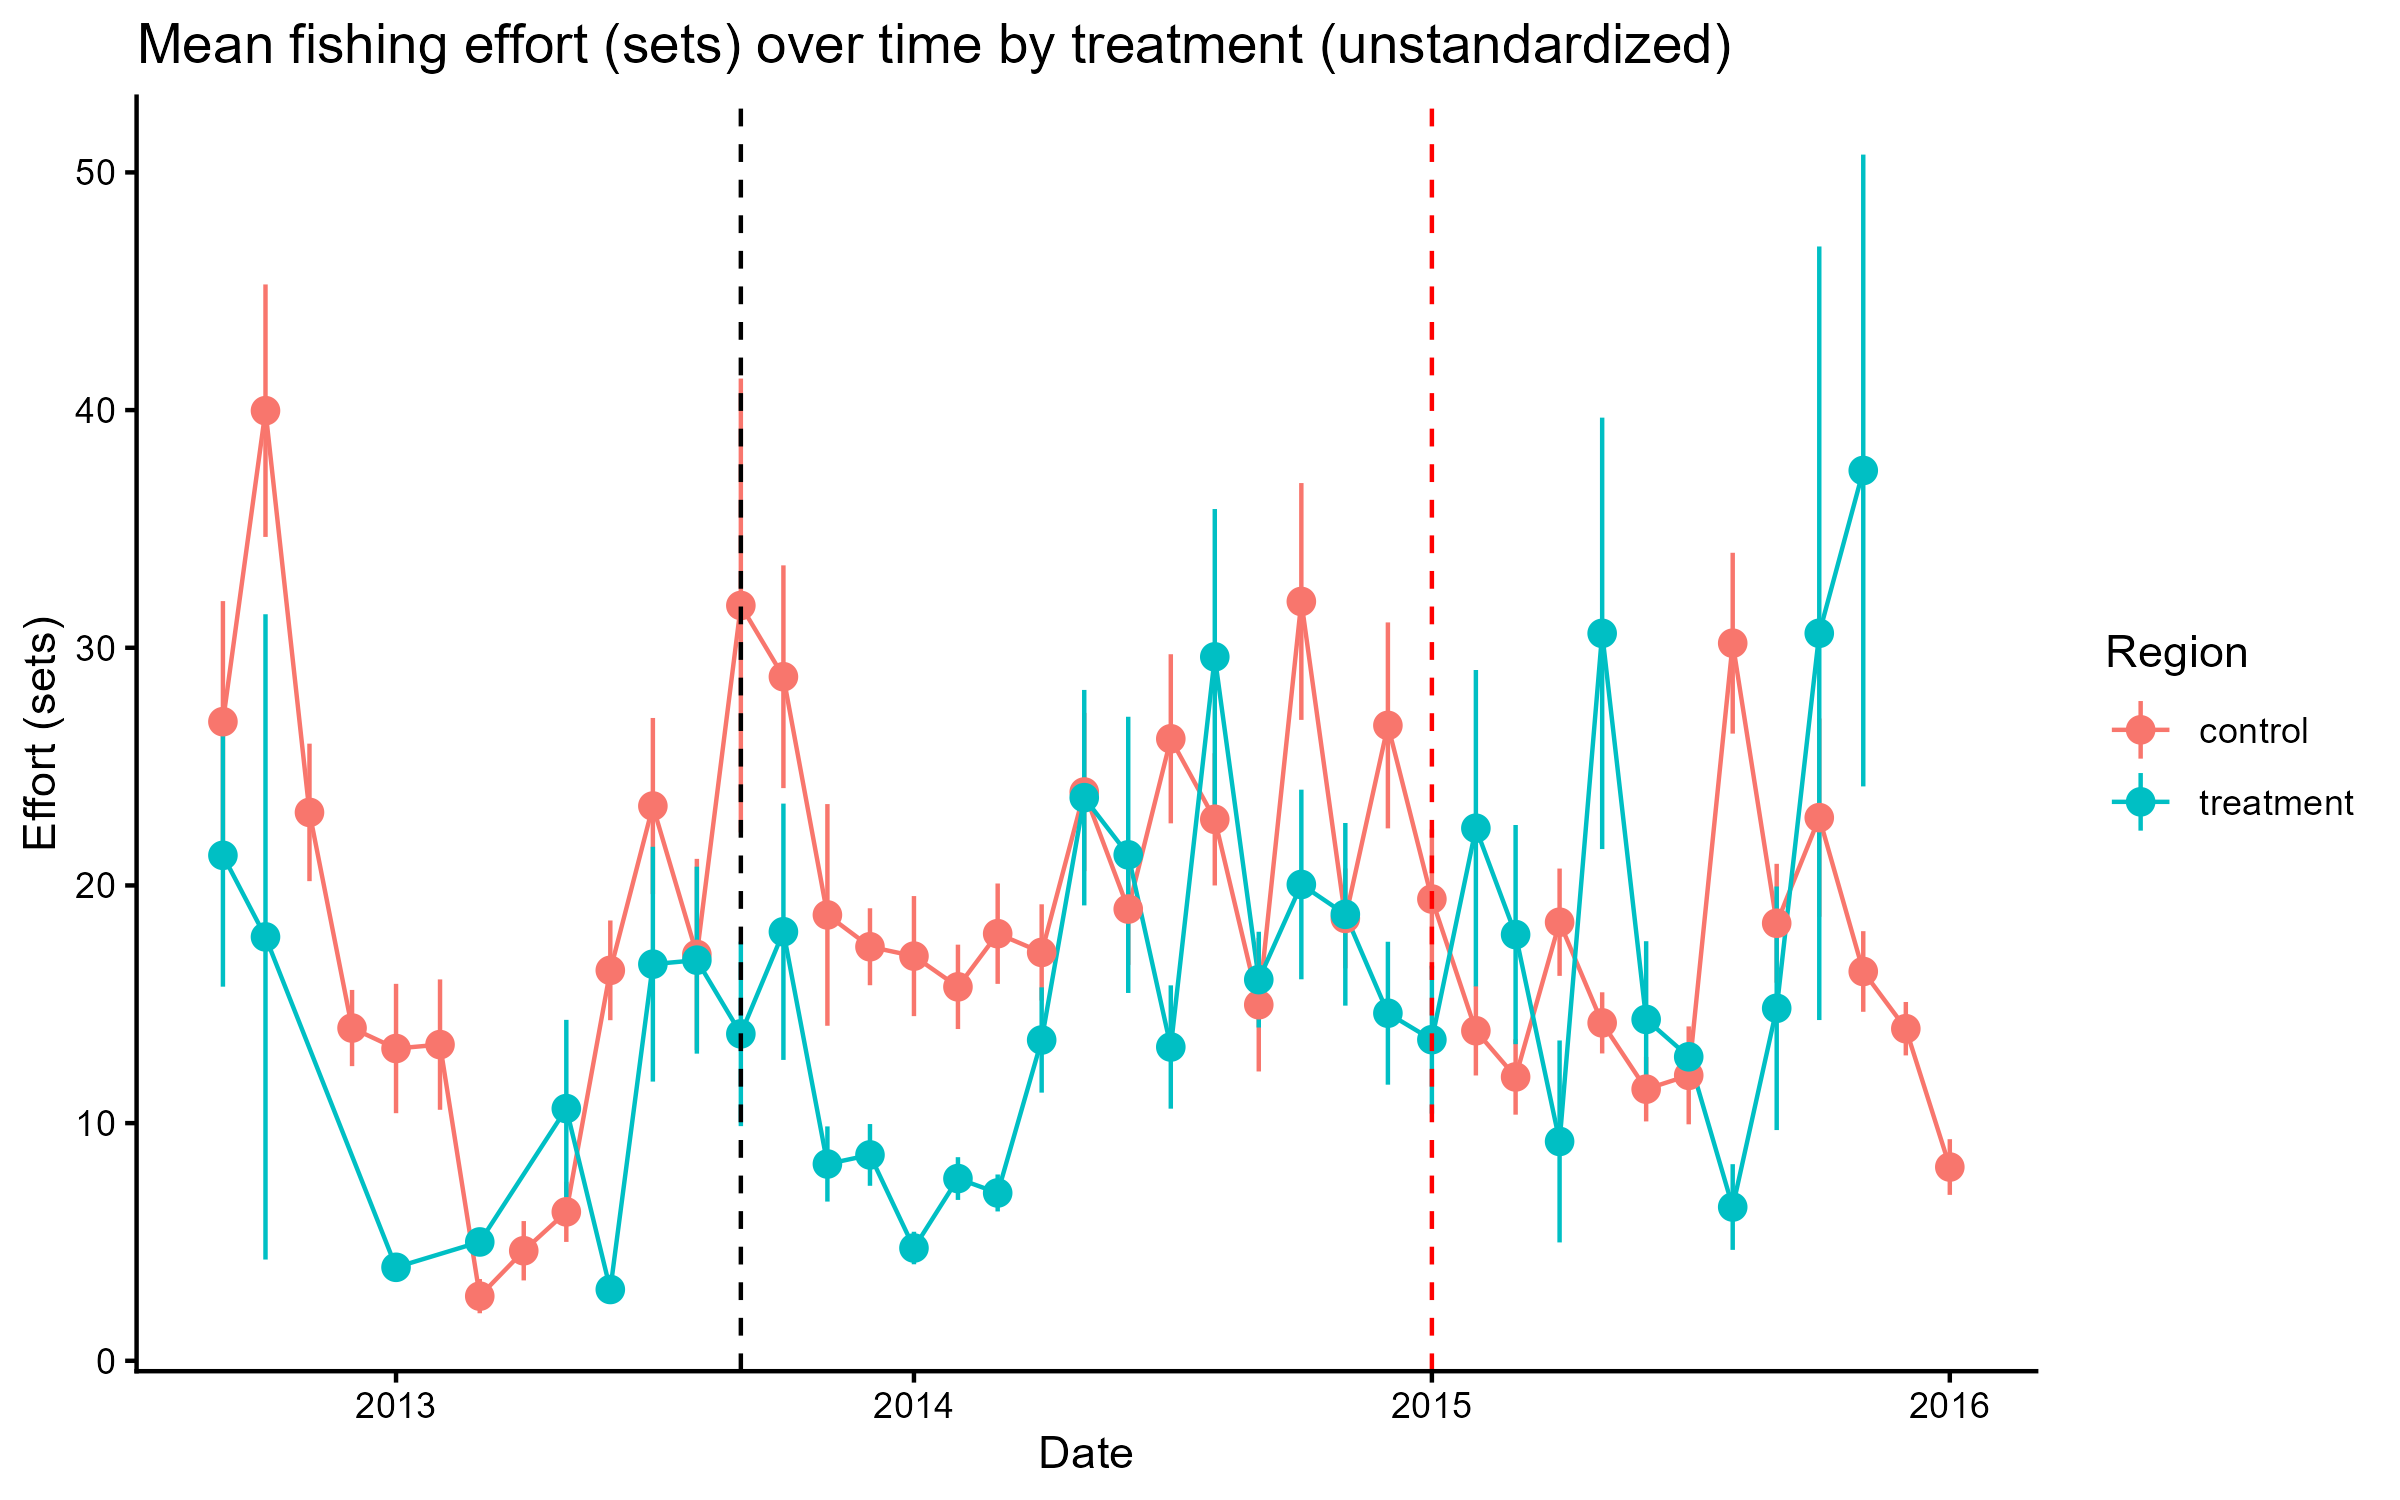 Mean fishing effort (sets) over time by treatment (unstandardized)
Effort (sets)
50
40
30
20
10
0
2013
2014
2015
2016
Date
Region
control
treatment